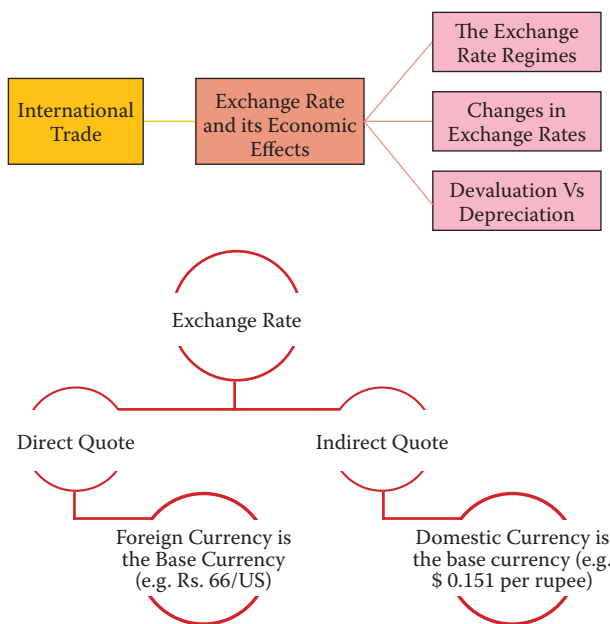 International
Trade
Exchange Rate
and its Economic
Effects
The Exchange
Rate Regimes
Changes in
Exchange Rates
Devaluation Vs
Depreciation
Exchange Rate
Direct Quote
Indirect Quote
Foreign Currency is
the Base Currency
(e.g. Rs. 66/US)
Domestic Currency is
the base currency (e.g.
$ 0.151 per rupee)